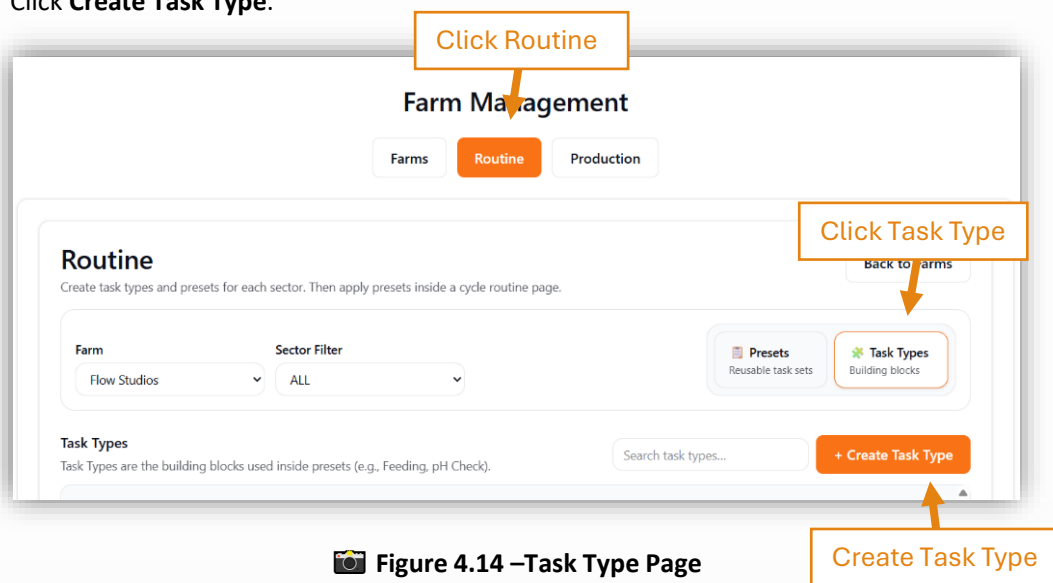 Click Create Task Type.
Click Routine
Farm Management
Farms Routine Production
Click Task Type
Routine
Back to Farms
Create task types and presets for each sector. Then apply presets inside a cycle routine page.
Farm Sector Filter
Presets Task Types
Reusable task sets Building blocks
Flow Studios ALL
Task Types
Task Types are the building blocks used inside presets (e.g., Feeding, pH Check).
Search task types... + Create Task Type
Figure 4.14 –Task Type Page
Create Task Type